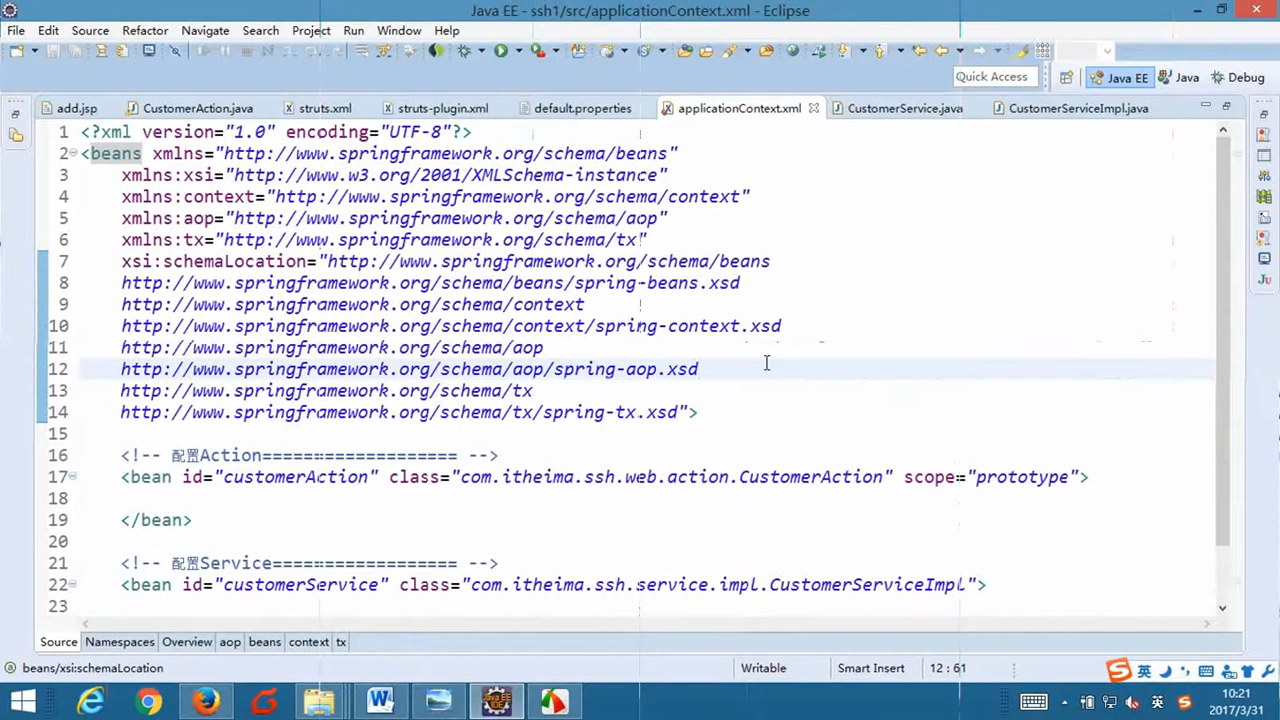 Java EE - ssh1/src/applicationContext.xml - Eclipse
File Edit Source Refactor Navigate Search Project Run Window Help
Quick Access Java EE Java Debug
add.jsp CustomerAction.java struts.xml struts-plugin.xml default.properties applicationContext.xml CustomerService.java CustomerServiceImpl.java
1 <?xml version="1.0" encoding="UTF-8"?>
2 <beans xmlns="http://www.springframework.org/schema/beans"
3 xmlns:xsi="http://www.w3.org/2001/XMLSchema-instance"
4 xmlns:context="http://www.springframework.org/schema/context"
5 xmlns:aop="http://www.springframework.org/schema/aop"
6 xmlns:tx="http://www.springframework.org/schema/tx"
7 xsi:schemaLocation="http://www.springframework.org/schema/beans
8 http://www.springframework.org/schema/beans/spring-beans.xsd
9 http://www.springframework.org/schema/context
10 http://www.springframework.org/schema/context/spring-context.xsd
11 http://www.springframework.org/schema/aop
12 http://www.springframework.org/schema/aop/spring-aop.xsd
13 http://www.springframework.org/schema/tx
14 http://www.springframework.org/schema/tx/spring-tx.xsd">
15
16 <!-- 配置Action=================== -->
17 <bean id="customerAction" class="com.itheima.ssh.web.action.CustomerAction" scope="prototype">
18
19 </bean>
20
21 <!-- 配置Service================== -->
22 <bean id="customerService" class="com.itheima.ssh.service.impl.CustomerServiceImpl">
23
Source Namespaces Overview aop beans context tx
beans/xsi:schemaLocation Writable Smart Insert 12 : 61
英
英 10:21
2017/3/31